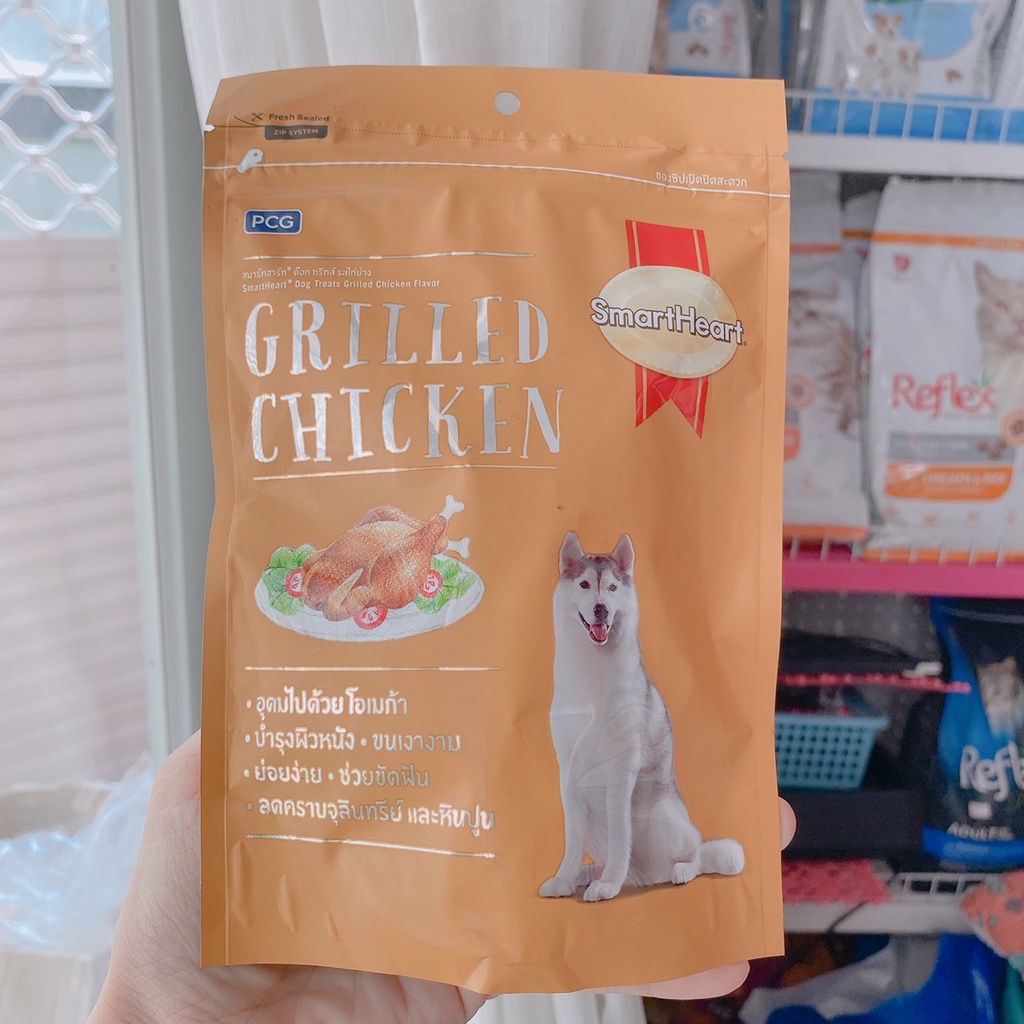 Fresh Sealed
ZIP SYSTEM
ซองซิปเปิดปิดสะดวก
PCG
สมาร์ทฮาร์ท® ด๊อก ทรีทส์ รสไก่ย่าง
SmartHeart® Dog Treats Grilled Chicken Flavor
GRILLED
CHICKEN
SmartHeart®
• อุดมไปด้วย โอเมก้า
• บำรุงผิวหนัง • ขนเงางาม
• ย่อยง่าย • ช่วยขัดฟัน
• ลดคราบจุลินทรีย์ และหินปูน
Reflex
CHICKEN & RICE
Refl
ADULT